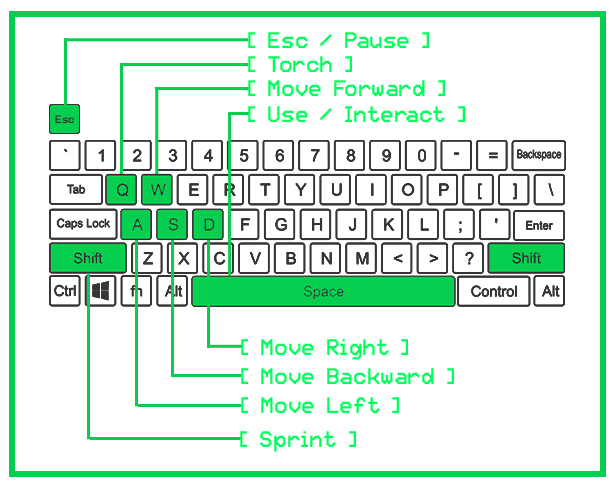 [ Esc / Pause ]
[ Torch ]
[ Move Forward ]
[ Use / Interact ]
Esc
` 1 2 3 4 5 6 7 8 9 0 - = Backspace
Tab Q W E R T Y U I O P [ ] \
Caps Lock A S D F G H J K L ; ' Enter
Shift Z X C V B N M < > ? Shift
Ctrl fn Alt Space Control Alt
[ Move Right ]
[ Move Backward ]
[ Move Left ]
[ Sprint ]